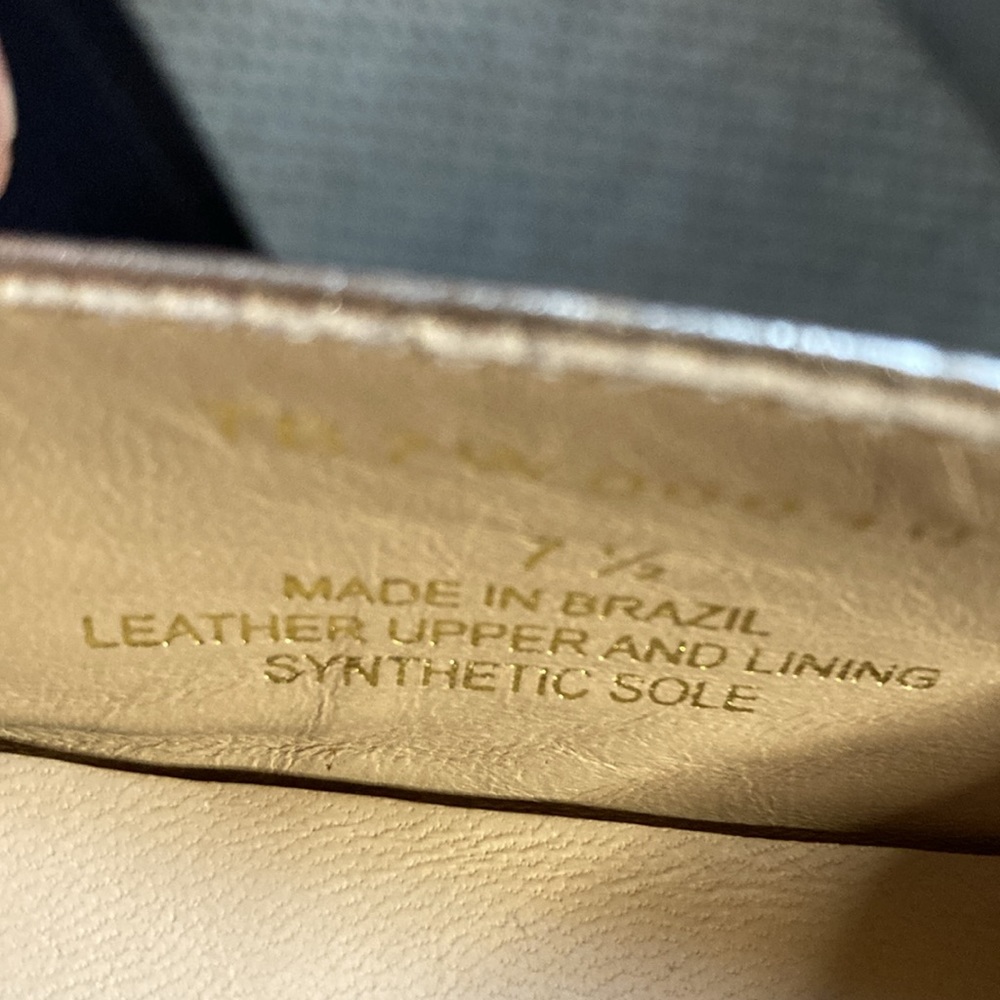 7 ½
MADE IN BRAZIL
LEATHER UPPER AND LINING
SYNTHETIC SOLE